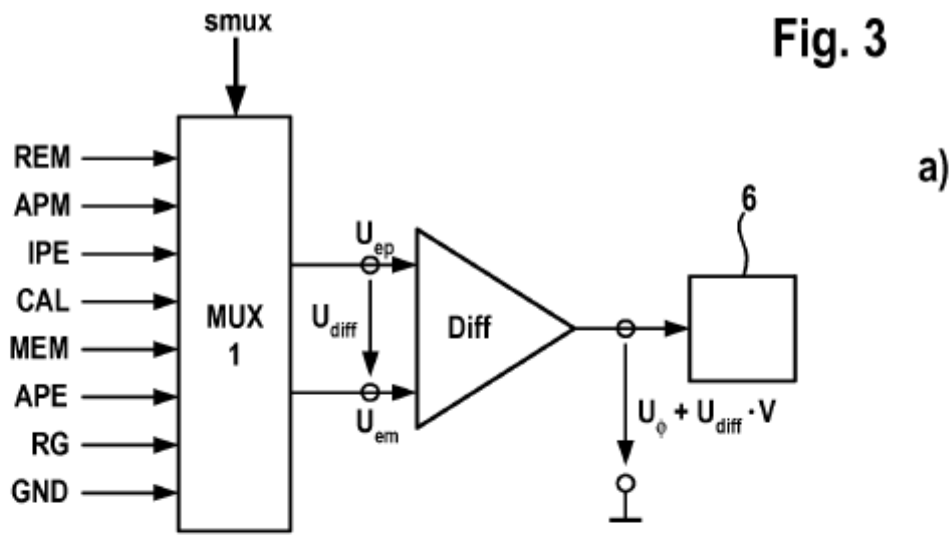 smux
Fig. 3
a)
REM
APM
IPE
CAL
MEM
APE
RG
GND
MUX
1
U_ep
U_diff
U_em
Diff
6
U_ϕ + U_diff · V